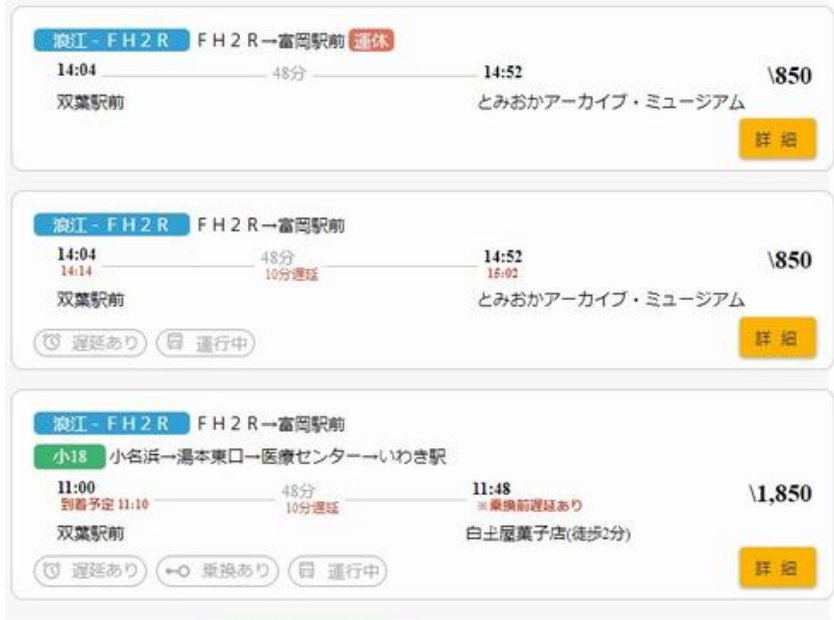 浪江 - ＦＨ２Ｒ ＦＨ２Ｒ→富岡駅前 運休
14:04 48分 14:52 \850
双葉駅前 とみおかアーカイブ・ミュージアム
詳 細
浪江 - ＦＨ２Ｒ ＦＨ２Ｒ→富岡駅前
14:04 48分 14:52 \850
14:14 10分遅延 15:02
双葉駅前 とみおかアーカイブ・ミュージアム
遅延あり 運行中 詳 細
浪江 - ＦＨ２Ｒ ＦＨ２Ｒ→富岡駅前
小18 小名浜→湯本東口→医療センター→いわき駅
11:00 48分 11:48 \1,850
到着予定 11:10 10分遅延 ※乗換前遅延あり
双葉駅前 白圡屋菓子店(徒歩2分)
遅延あり 乗換あり 運行中 詳 細